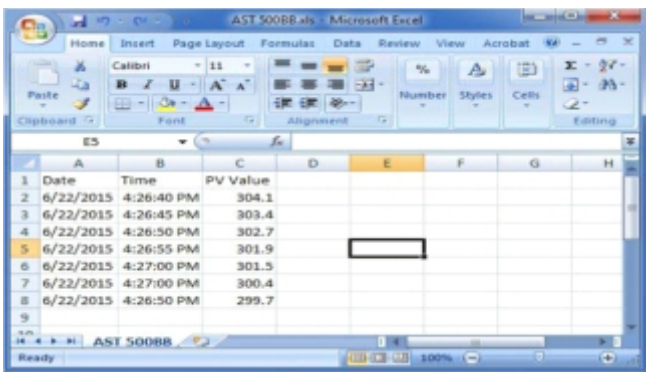 AST 500BB.xls - Microsoft Excel
Home Insert Page Layout Formulas Data Review View Acrobat
Paste
Calibri 11
B I U A A
Number Styles Cells
Σ
Clipboard Font Alignment Editing
E5 fx
A B C D E F G H
1 Date Time PV Value
2 6/22/2015 4:26:40 PM 304.1
3 6/22/2015 4:26:45 PM 303.4
4 6/22/2015 4:26:50 PM 302.7
5 6/22/2015 4:26:55 PM 301.9
6 6/22/2015 4:27:00 PM 301.5
7 6/22/2015 4:27:00 PM 300.4
8 6/22/2015 4:26:50 PM 299.7
9
AST 500BB
Ready 100%